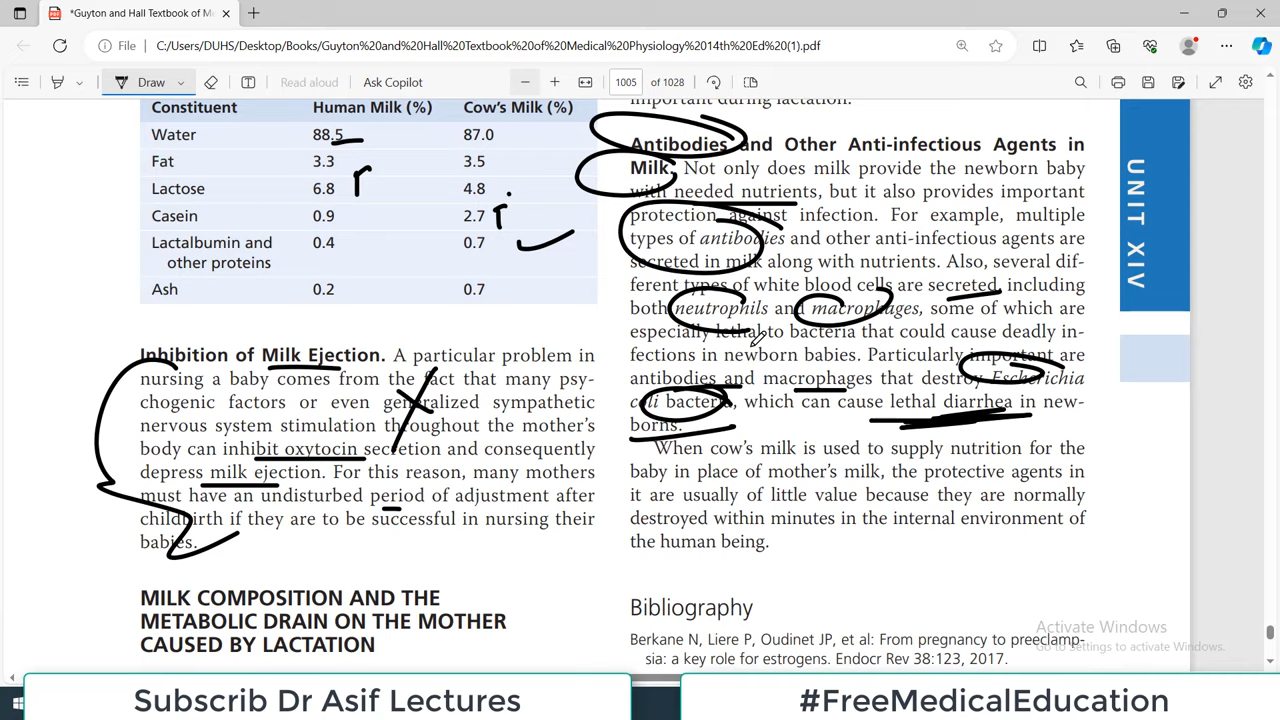 *Guyton and Hall Textbook of M
File
C:/Users/DUHS/Desktop/Books/Guyton%20and%20Hall%20Textbook%20of%20Medical%20Physiology%2014th%20Ed%20(1).pdf
Draw
Read aloud
Ask Copilot
1005 of 1028
Constituent Human Milk (%) Cow's Milk (%)
Water 88.5 87.0
Fat 3.3 3.5
Lactose 6.8 4.8
Casein 0.9 2.7
Lactalbumin and other proteins 0.4 0.7
Ash 0.2 0.7
Inhibition of Milk Ejection. A particular problem in
nursing a baby comes from the fact that many psy-
chogenic factors or even generalized sympathetic
nervous system stimulation throughout the mother's
body can inhibit oxytocin secretion and consequently
depress milk ejection. For this reason, many mothers
must have an undisturbed period of adjustment after
childbirth if they are to be successful in nursing their
babies.
MILK COMPOSITION AND THE
METABOLIC DRAIN ON THE MOTHER
CAUSED BY LACTATION
important during lactation.
Antibodies and Other Anti-infectious Agents in
Milk. Not only does milk provide the newborn baby
with needed nutrients, but it also provides important
protection against infection. For example, multiple
types of antibodies and other anti-infectious agents are
secreted in milk along with nutrients. Also, several dif-
ferent types of white blood cells are secreted, including
both neutrophils and macrophages, some of which are
especially lethal to bacteria that could cause deadly in-
fections in newborn babies. Particularly important are
antibodies and macrophages that destroy Escherichia
coli bacteria, which can cause lethal diarrhea in new-
borns.
When cow's milk is used to supply nutrition for the
baby in place of mother's milk, the protective agents in
it are usually of little value because they are normally
destroyed within minutes in the internal environment of
the human being.
Bibliography
Berkane N, Liere P, Oudinet JP, et al: From pregnancy to preeclamp-
sia: a key role for estrogens. Endocr Rev 38:123, 2017.
UNIT XIV
Activate Windows
Go to Settings to activate Windows.
Subscrib Dr Asif Lectures
#FreeMedicalEducation